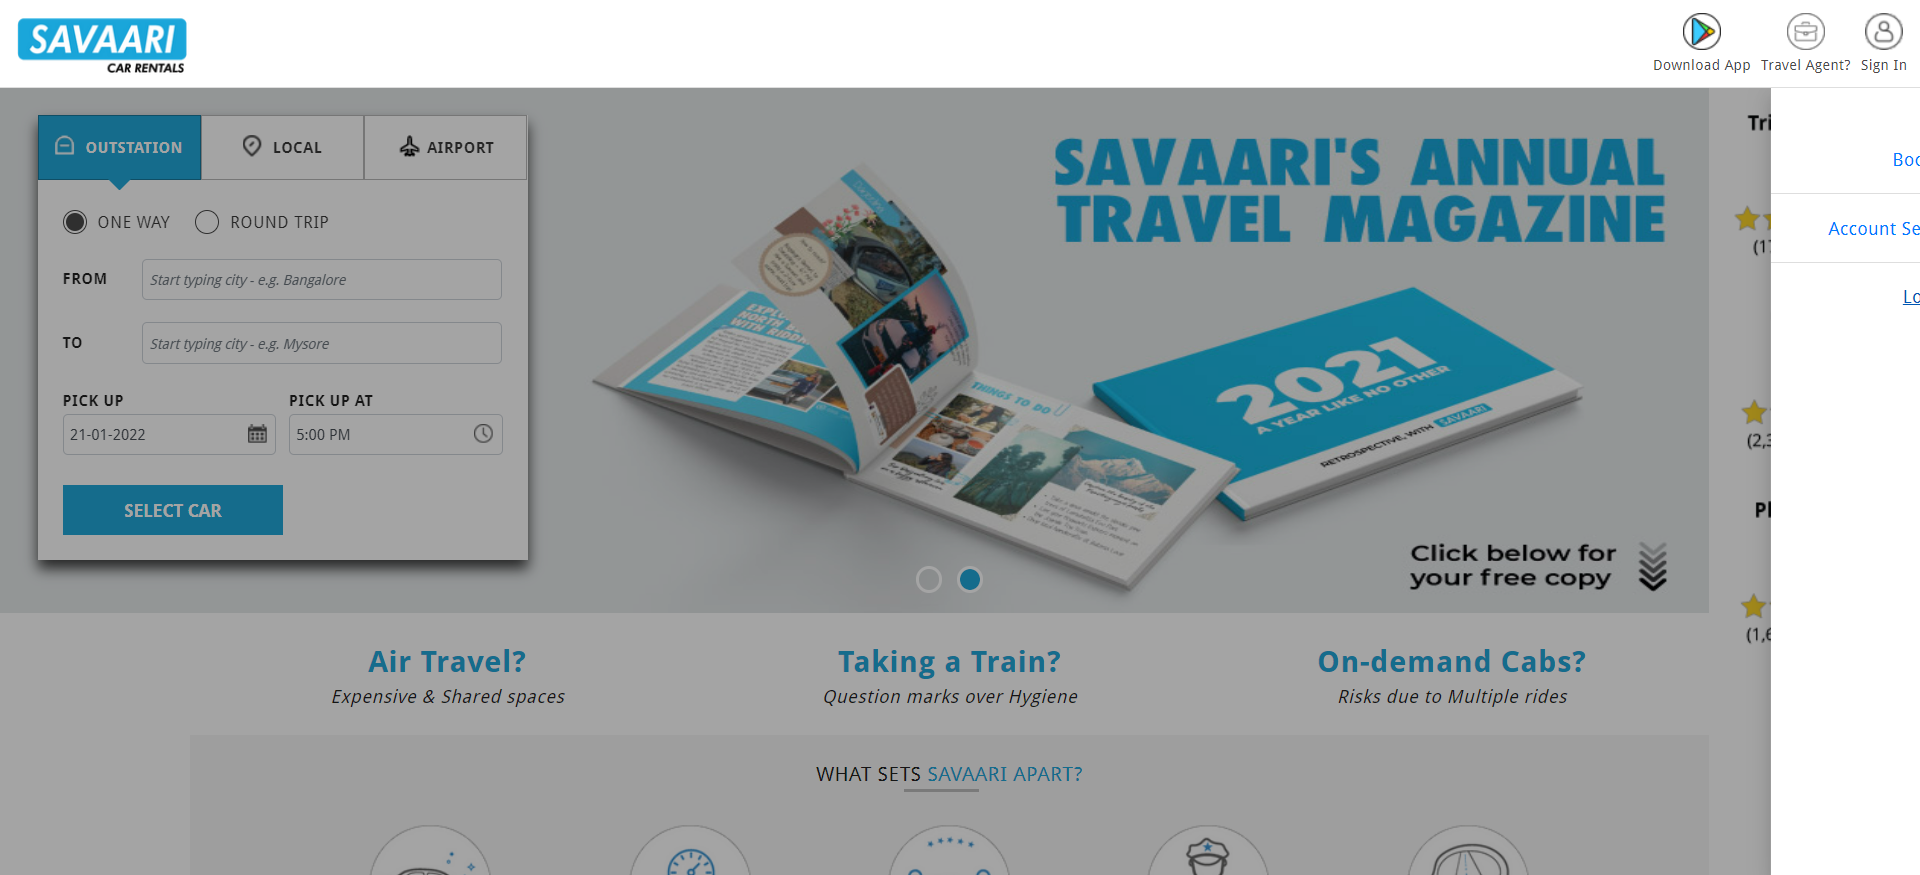 SAVAARI
CAR RENTALS
Download App
Travel Agent?
Sign In
OUTSTATION
LOCAL
AIRPORT
ONE WAY
ROUND TRIP
FROM
Start typing city - e.g. Bangalore
TO
Start typing city - e.g. Mysore
PICK UP
PICK UP AT
21-01-2022
5:00 PM
SELECT CAR
SAVAARI'S ANNUAL
TRAVEL MAGAZINE
THINGS TO DO
2021
A YEAR LIKE NO OTHER
RETROSPECTIVE, WITH SAVAARI
Click below for
your free copy
Tri
Boo
Account Se
(17
Lo
(2,3
Pl
(1,6
Air Travel?
Expensive & Shared spaces
Taking a Train?
Question marks over Hygiene
On-demand Cabs?
Risks due to Multiple rides
WHAT SETS SAVAARI APART?